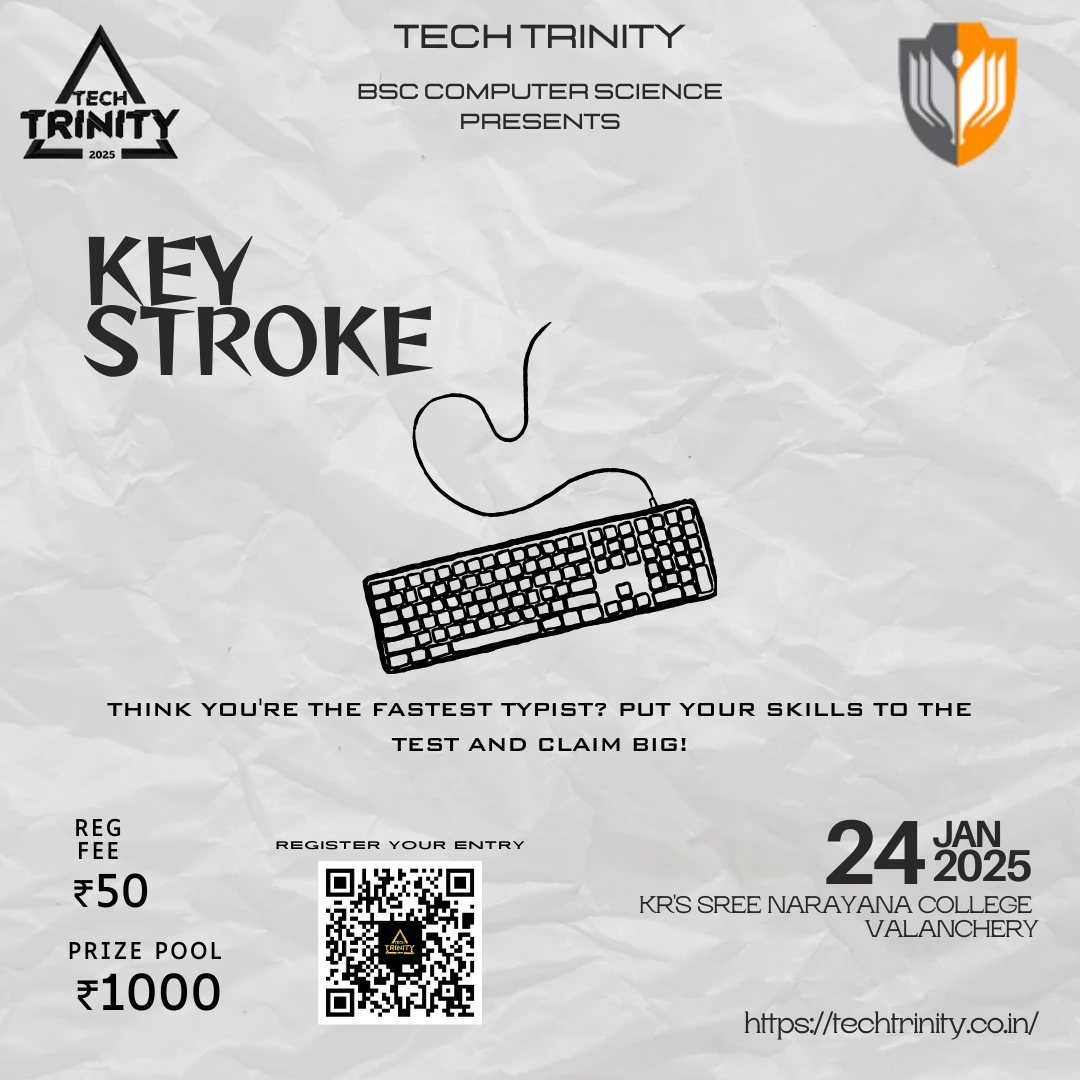 TECH
TRINITY
2025
TECH TRINITY
BSC COMPUTER SCIENCE
PRESENTS
KEY
STROKE
THINK YOU'RE THE FASTEST TYPIST? PUT YOUR SKILLS TO THE
TEST AND CLAIM BIG!
REG
FEE
₹50
PRIZE POOL
₹1000
REGISTER YOUR ENTRY
TECH
TRINITY
24 JAN
2025
KR'S SREE NARAYANA COLLEGE
VALANCHERY
https://techtrinity.co.in/